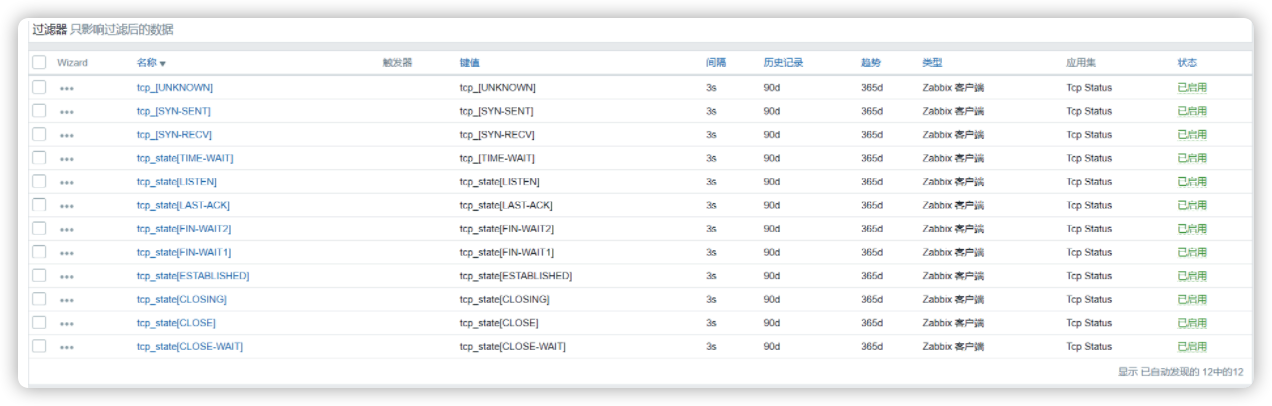 过滤器 只影响过滤后的数据
Wizard 名称 触发器 键值 间隔 历史记录 趋势 类型 应用集 状态
tcp_[UNKNOWN] tcp_[UNKNOWN] 3s 90d 365d Zabbix 客户端 Tcp Status 已启用
tcp_[SYN-SENT] tcp_[SYN-SENT] 3s 90d 365d Zabbix 客户端 Tcp Status 已启用
tcp_[SYN-RECV] tcp_[SYN-RECV] 3s 90d 365d Zabbix 客户端 Tcp Status 已启用
tcp_state[TIME-WAIT] tcp_[TIME-WAIT] 3s 90d 365d Zabbix 客户端 Tcp Status 已启用
tcp_state[LISTEN] tcp_state[LISTEN] 3s 90d 365d Zabbix 客户端 Tcp Status 已启用
tcp_state[LAST-ACK] tcp_state[LAST-ACK] 3s 90d 365d Zabbix 客户端 Tcp Status 已启用
tcp_state[FIN-WAIT2] tcp_state[FIN-WAIT2] 3s 90d 365d Zabbix 客户端 Tcp Status 已启用
tcp_state[FIN-WAIT1] tcp_state[FIN-WAIT1] 3s 90d 365d Zabbix 客户端 Tcp Status 已启用
tcp_state[ESTABLISHED] tcp_state[ESTABLISHED] 3s 90d 365d Zabbix 客户端 Tcp Status 已启用
tcp_state[CLOSING] tcp_state[CLOSING] 3s 90d 365d Zabbix 客户端 Tcp Status 已启用
tcp_state[CLOSE] tcp_state[CLOSE] 3s 90d 365d Zabbix 客户端 Tcp Status 已启用
tcp_state[CLOSE-WAIT] tcp_state[CLOSE-WAIT] 3s 90d 365d Zabbix 客户端 Tcp Status 已启用
显示 已自动发现的 12中的12